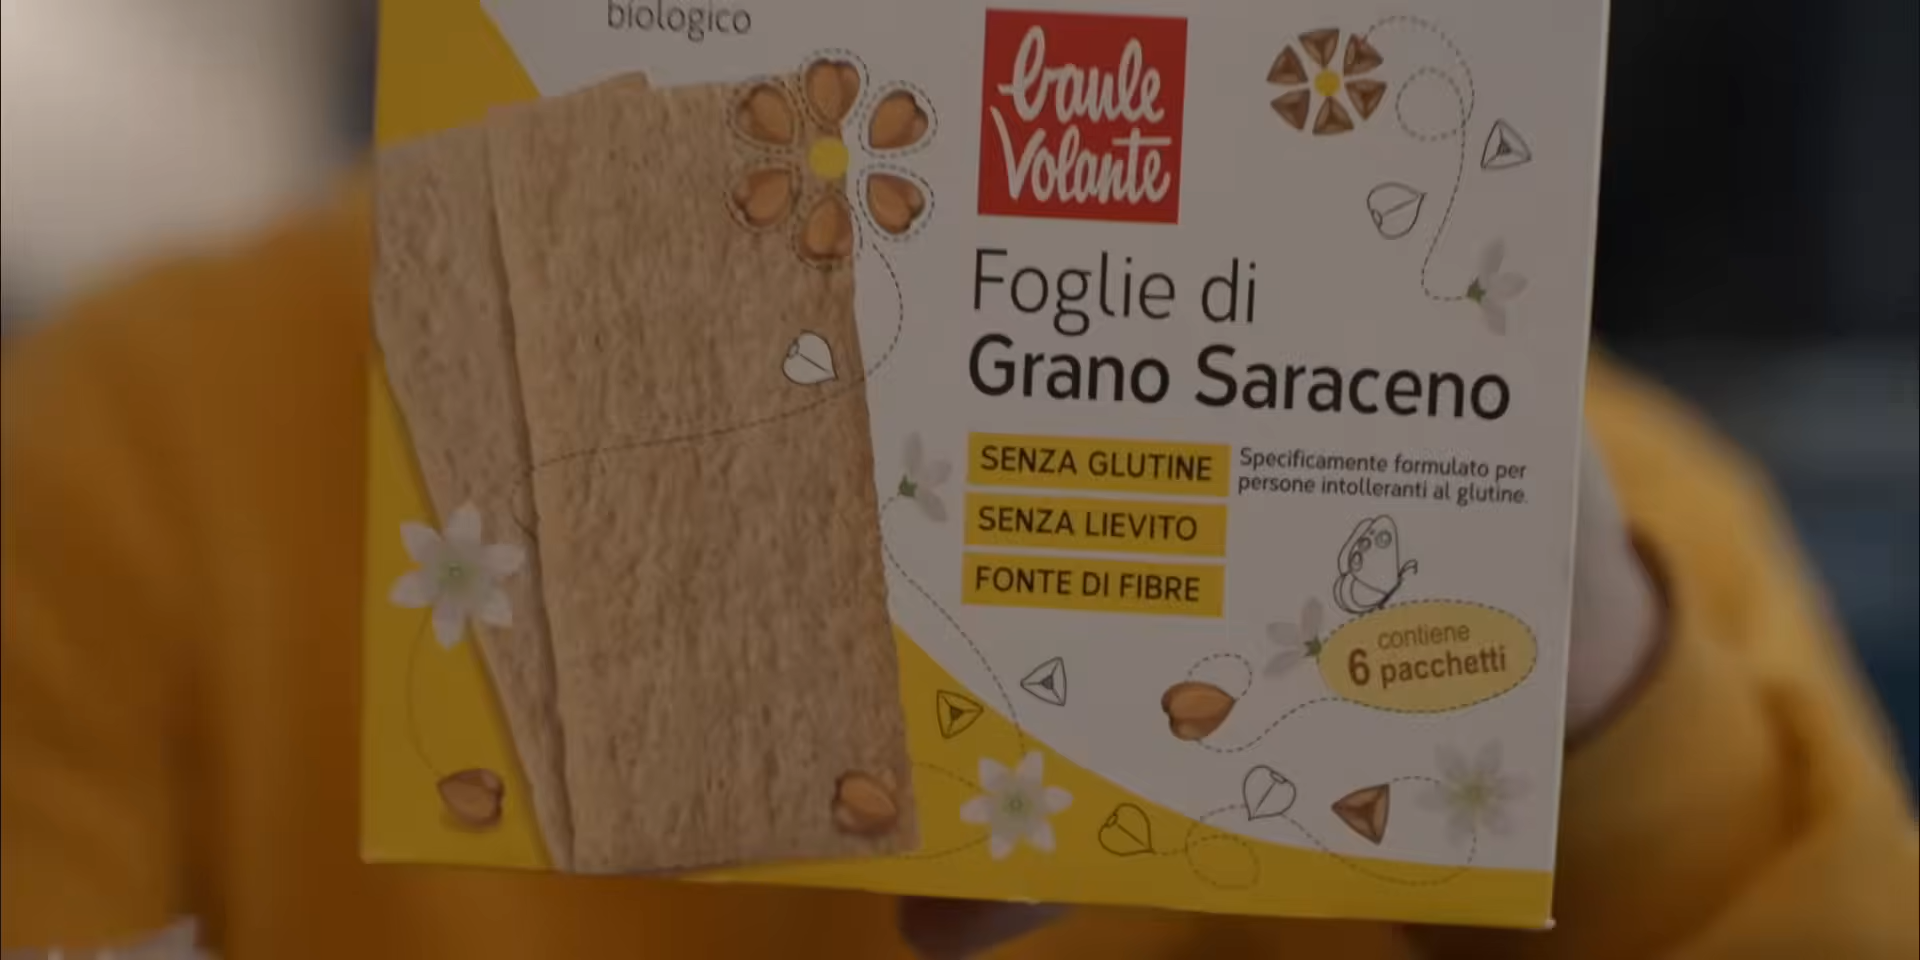 biologico
baule
Volante
Foglie di
Grano Saraceno
SENZA GLUTINE
Specificamente formulato per
persone intolleranti al glutine.
SENZA LIEVITO
FONTE DI FIBRE
contiene
6 pacchetti